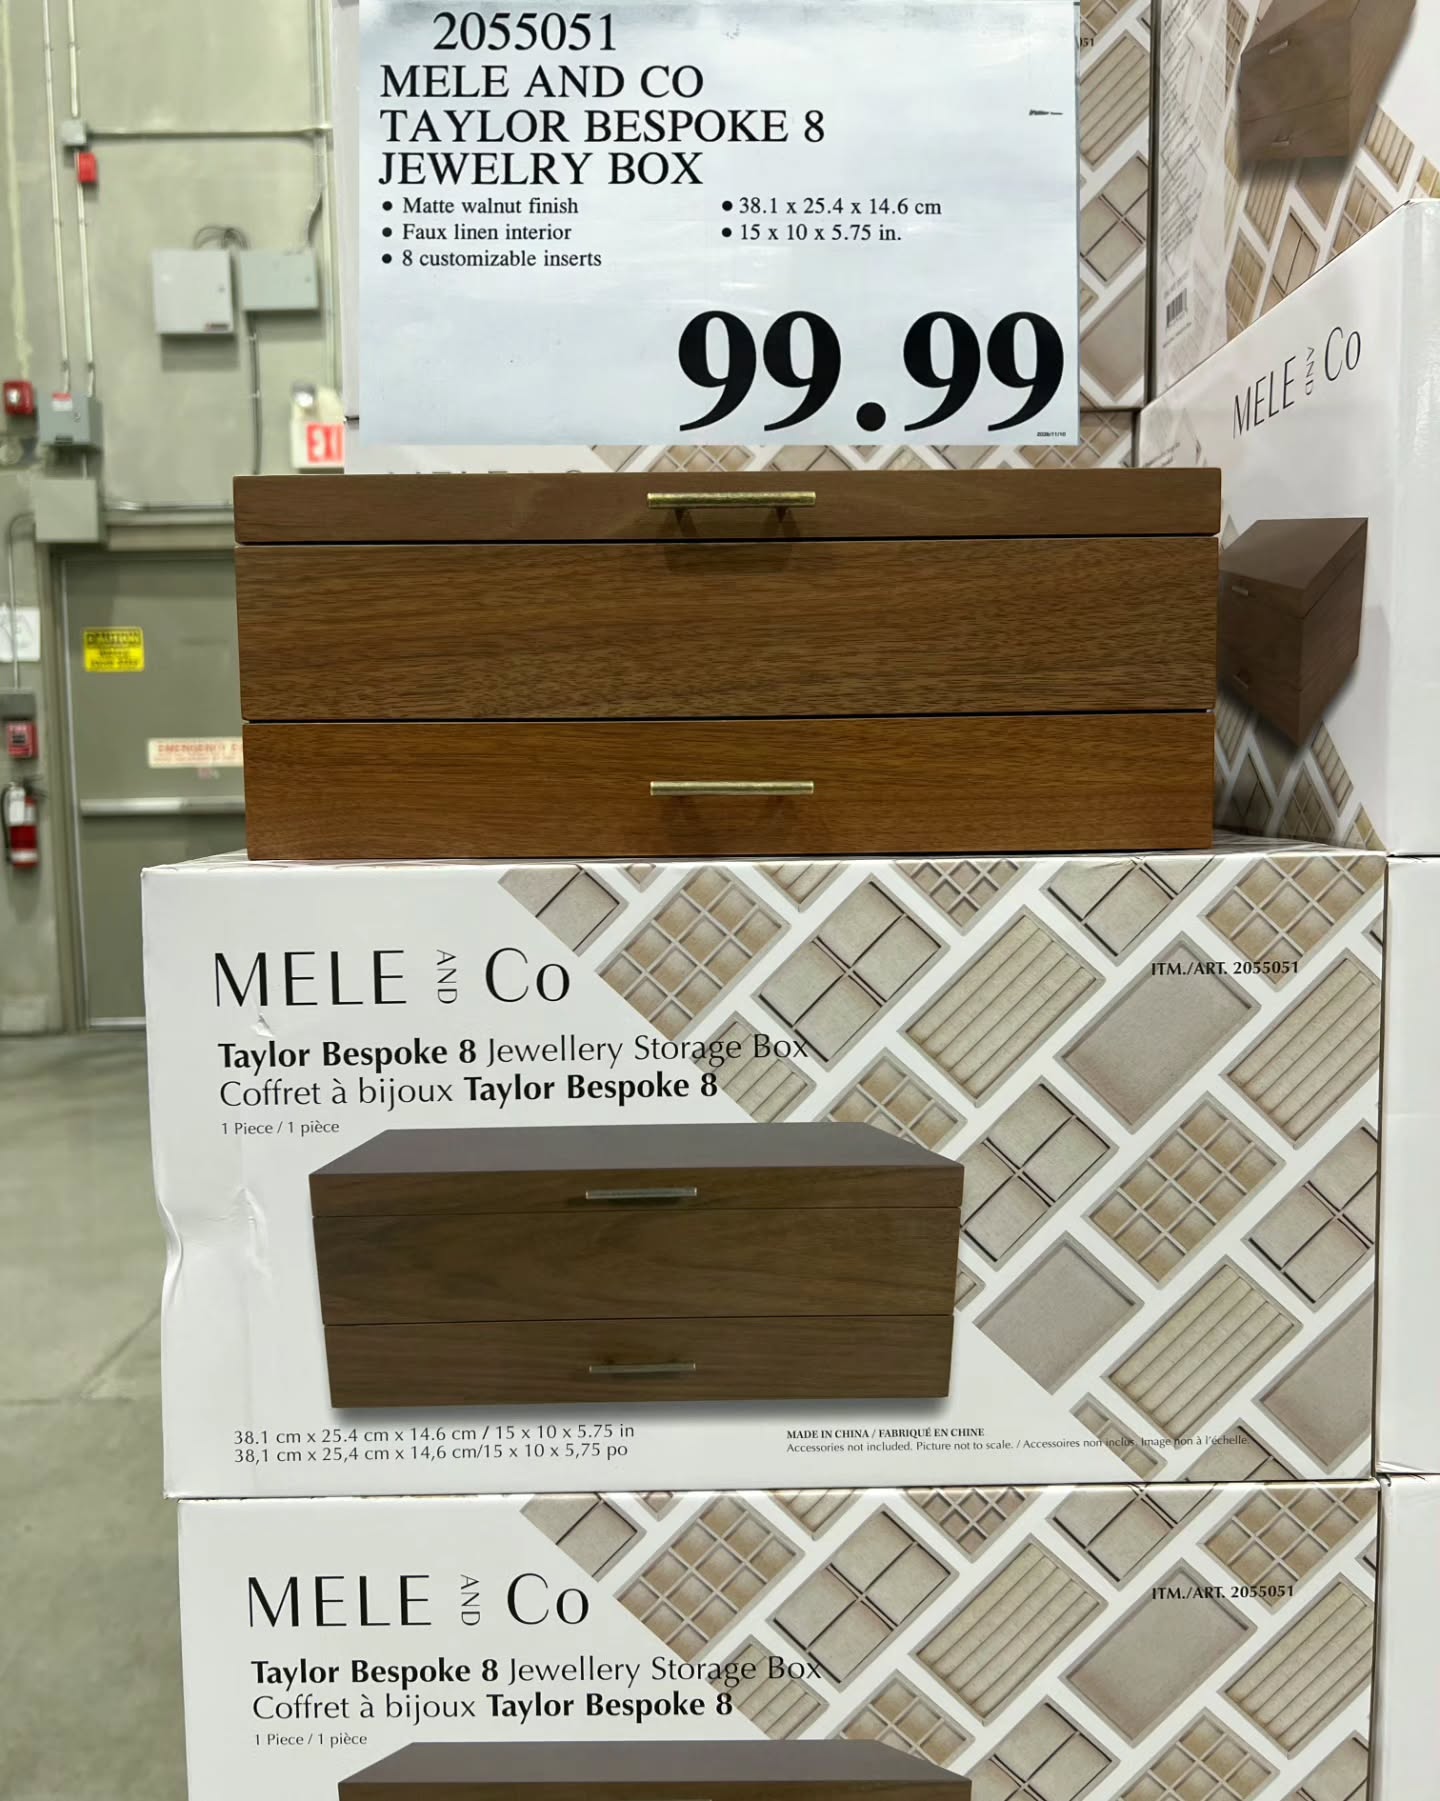 2055051
MELE AND CO
TAYLOR BESPOKE 8
JEWELRY BOX
• Matte walnut finish
• Faux linen interior
• 8 customizable inserts
• 38.1 x 25.4 x 14.6 cm
• 15 x 10 x 5.75 in.
99.99
EXI
MELE AND Co
MELE AND Co
ITM./ART. 2055051
Taylor Bespoke 8 Jewellery Storage Box
Coffret à bijoux Taylor Bespoke 8
1 Piece / 1 pièce
38.1 cm x 25.4 cm x 14.6 cm / 15 x 10 x 5.75 in
38,1 cm x 25,4 cm x 14,6 cm/15 x 10 x 5,75 po
MADE IN CHINA / FABRIQUÉ EN CHINE
Accessories not included. Picture not to scale. / Accessoires non inclus. Image non à l'échelle.
MELE AND Co
ITM./ART. 2055051
Taylor Bespoke 8 Jewellery Storage Box
Coffret à bijoux Taylor Bespoke 8
1 Piece / 1 pièce